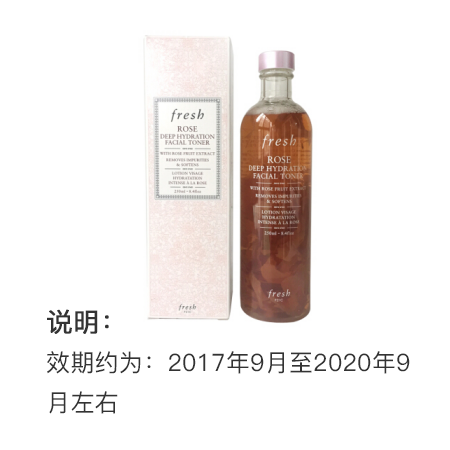 fresh
ROSE
DEEP HYDRATION
FACIAL TONER
WITH ROSE FRUIT EXTRACT
REMOVES IMPURITIES
& SOFTENS
LOTION VISAGE
HYDRATATION
INTENSE À LA ROSE
250ml · 8.4fl.oz
fresh
fresh
ROSE
DEEP HYDRATION
FACIAL TONER
WITH ROSE FRUIT EXTRACT
REMOVES IMPURITIES
& SOFTENS
LOTION VISAGE
HYDRATATION
INTENSE À LA ROSE
fresh
说明：
效期约为：2017年9月至2020年9
月左右